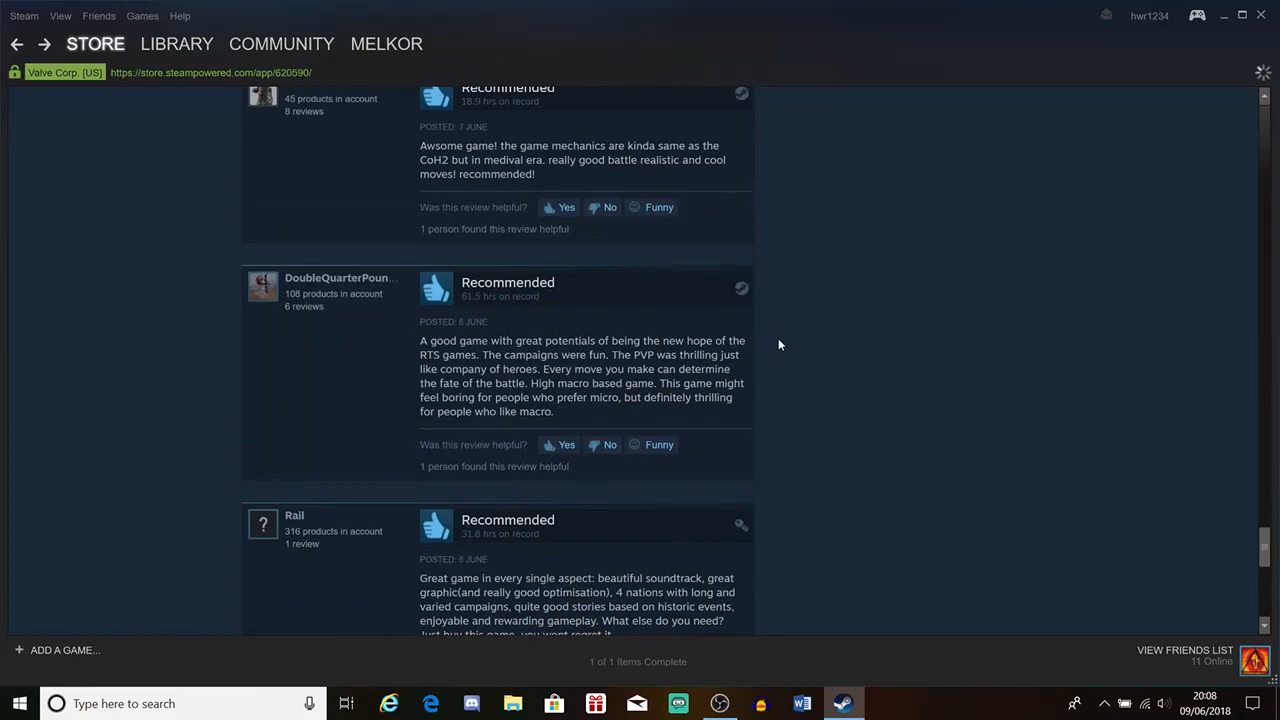 Steam View Friends Games Help hwr1234
STORE LIBRARY COMMUNITY MELKOR
Valve Corp. [US] https://store.steampowered.com/app/620590/
45 products in account
8 reviews
Recommended
18.9 hrs on record
POSTED: 7 JUNE
Awsome game! the game mechanics are kinda same as the
CoH2 but in medival era. really good battle realistic and cool
moves! recommended!
Was this review helpful? Yes No Funny
1 person found this review helpful
DoubleQuarterPoun...
108 products in account
6 reviews
Recommended
61.5 hrs on record
POSTED: 6 JUNE
A good game with great potentials of being the new hope of the
RTS games. The campaigns were fun. The PVP was thrilling just
like company of heroes. Every move you make can determine
the fate of the battle. High macro based game. This game might
feel boring for people who prefer micro, but definitely thrilling
for people who like macro.
Was this review helpful? Yes No Funny
1 person found this review helpful
Rail
316 products in account
1 review
Recommended
31.8 hrs on record
POSTED: 6 JUNE
Great game in every single aspect: beautiful soundtrack, great
graphic(and really good optimisation), 4 nations with long and
varied campaigns, quite good stories based on historic events,
enjoyable and rewarding gameplay. What else do you need?
Just buy this game, you wont regret it
+ ADD A GAME...
1 of 1 Items Complete
VIEW FRIENDS LIST
11 Online
Type here to search
20:08
09/06/2018